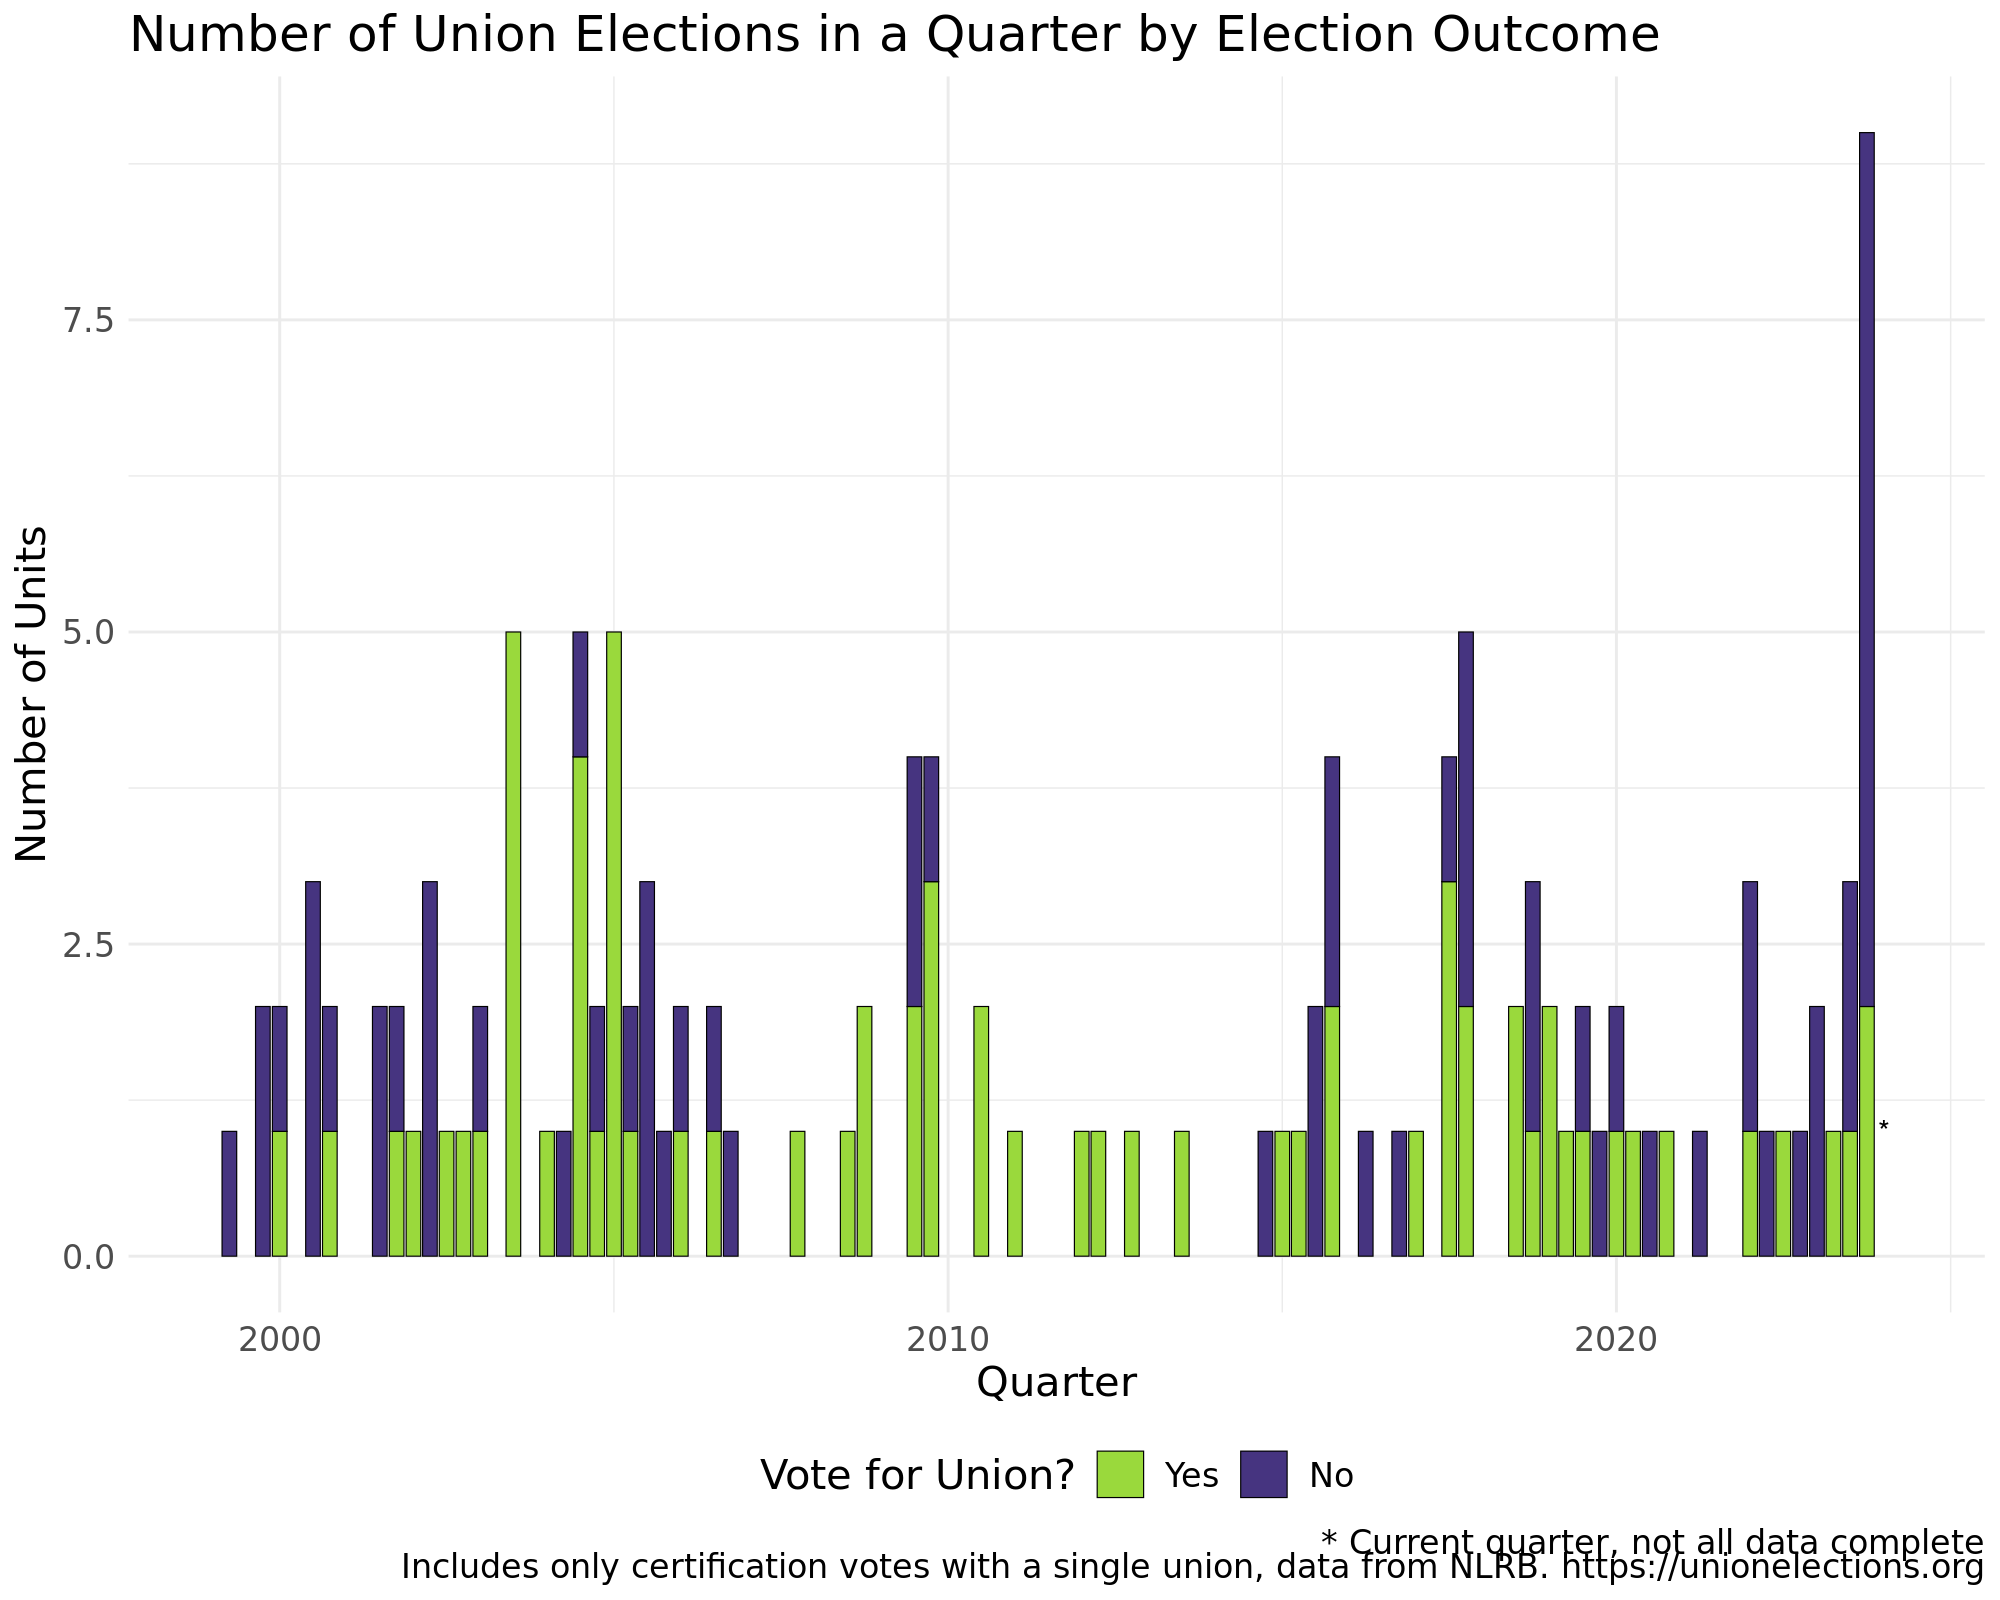 Number of Union Elections in a Quarter by Election Outcome
Number of Units
7.5
5.0
2.5
0.0
*
2000 2010 2020
Quarter
Vote for Union? Yes No
* Current quarter, not all data complete
Includes only certification votes with a single union, data from NLRB. https://unionelections.org